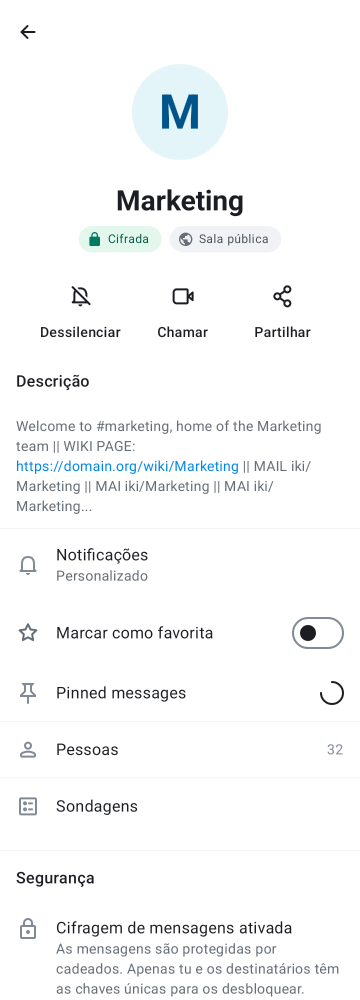 M
Marketing
Cifrada
Sala pública
Dessilenciar
Chamar
Partilhar
Descrição
Welcome to #marketing, home of the Marketing
team || WIKI PAGE:
https://domain.org/wiki/Marketing || MAIL iki/
Marketing || MAI iki/Marketing || MAI iki/
Marketing...
Notificações
Personalizado
Marcar como favorita
Pinned messages
Pessoas 32
Sondagens
Segurança
Cifragem de mensagens ativada
As mensagens são protegidas por
cadeados. Apenas tu e os destinatários têm
as chaves únicas para os desbloquear.